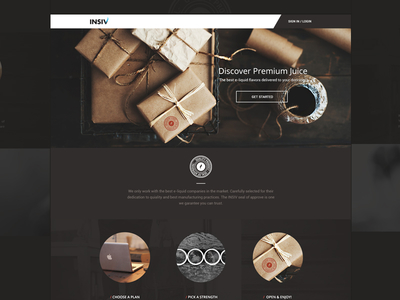 INSIV
SIGN IN / LOGIN
Discover Premium Juice
The best e-liquid flavors delivered to your doorstep
GET STARTED
We only work with the best e-liquid companies in the market. Carefully selected for their
dedication to quality and best manufacturing practices. The INSIV seal of approval is one
we guarantee you can trust.
/ CHOOSE A PLAN
/ PICK A STRENGTH
/ OPEN & ENJOY!